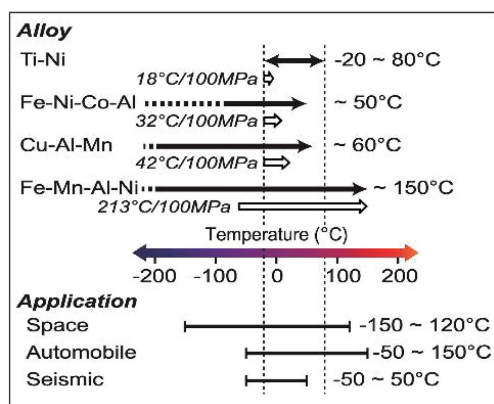 Alloy
Ti-Ni -20 ~ 80°C
18°C/100MPa
Fe-Ni-Co-Al ~ 50°C
32°C/100MPa
Cu-Al-Mn ~ 60°C
42°C/100MPa
Fe-Mn-Al-Ni ~ 150°C
213°C/100MPa
Temperature (°C)
-200 -100 0 100 200
Application
Space -150 ~ 120°C
Automobile -50 ~ 150°C
Seismic -50 ~ 50°C